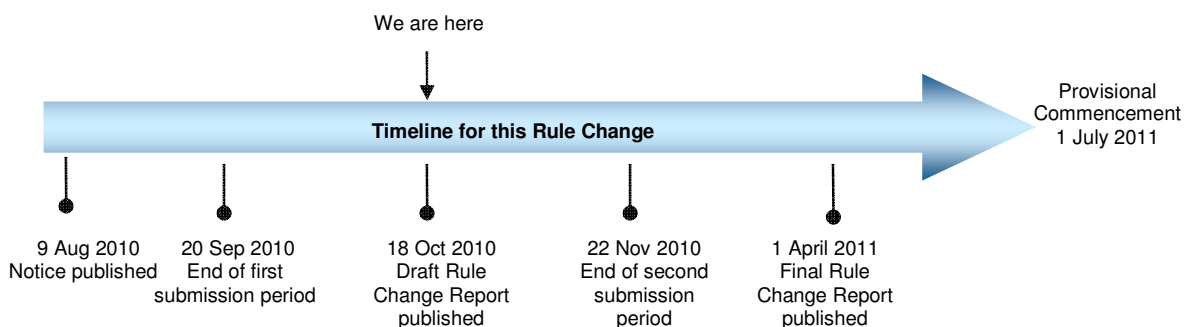 We are here
Timeline for this Rule Change
Provisional
Commencement
1 July 2011
9 Aug 2010
Notice published
20 Sep 2010
End of first
submission period
18 Oct 2010
Draft Rule
Change Report
published
22 Nov 2010
End of second
submission
period
1 April 2011
Final Rule
Change Report
published